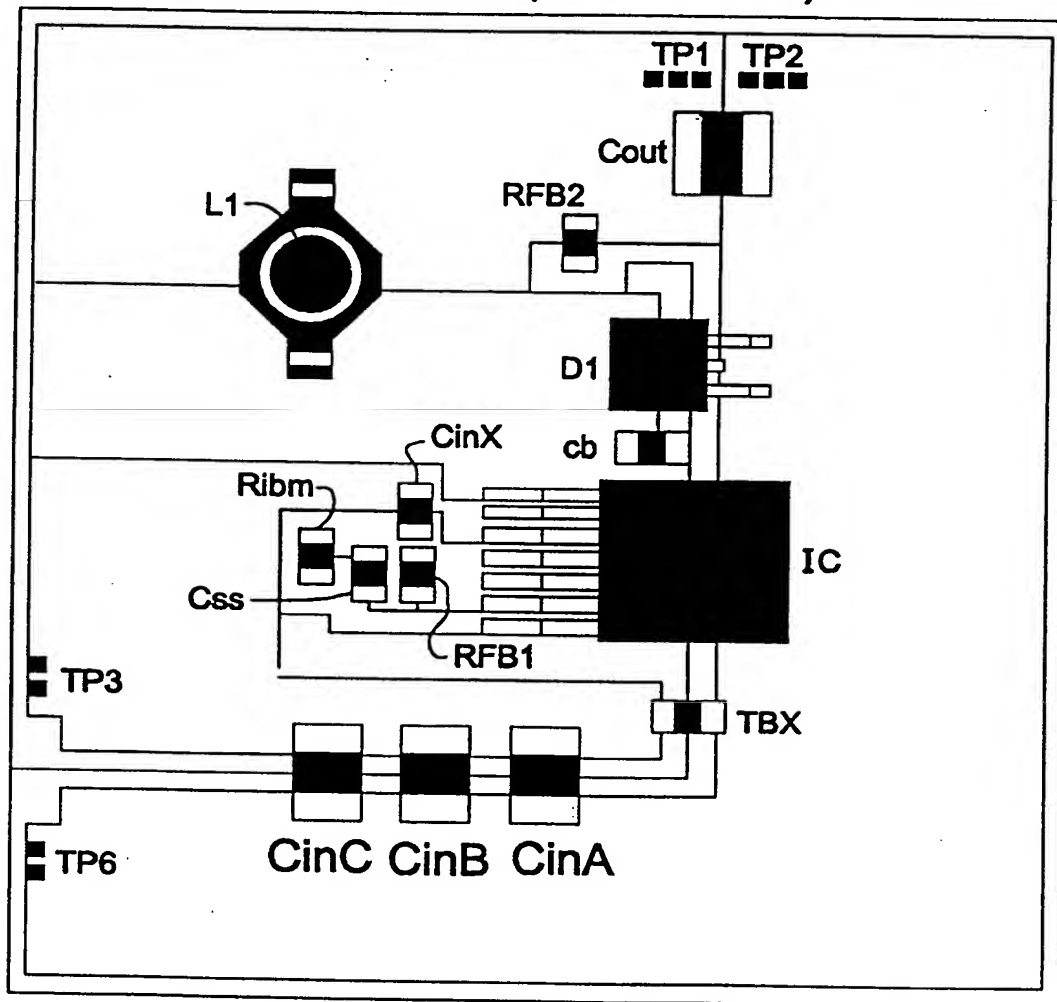 TP1 TP2
Cout
RFB2
L1
D1
CinX
cb
Ribm
IC
Css
RFB1
TP3
TBX
CinC CinB CinA
TP6